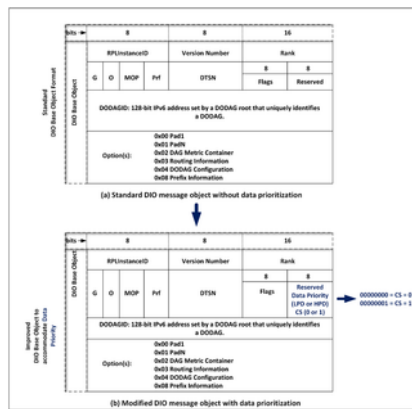 bits
8
8
16
Standard
DIO Base Object Format
DIO Base Object
RPLInstanceID
Version Number
Rank
G
O
MOP
Prf
DTSN
8
8
Flags
Reserved
DODAGID: 128-bit IPv6 address set by a DODAG root that uniquely identifies
a DODAG.
Option(s):
0x00 Pad1
0x01 PadN
0x02 DAG Metric Container
0x03 Routing Information
0x04 DODAG Configuration
0x08 Prefix Information
(a) Standard DIO message object without data prioritization
bits
8
8
16
Improved
DIO Base Object to
accommodate Data
Priority
DIO Base Object
RPLInstanceID
Version Number
Rank
G
O
MOP
Prf
DTSN
8
8
Flags
Reserved
Data Priority
(LPD or HPD)
CS (0 or 1)
00000000 = CS = 0
00000001 = CS = 1
DODAGID: 128-bit IPv6 address set by a DODAG root that uniquely identifies
a DODAG.
Option(s):
0x00 Pad1
0x01 PadN
0x02 DAG Metric Container
0x03 Routing Information
0x04 DODAG Configuration
0x08 Prefix Information
(b) Modified DIO message object with data prioritization